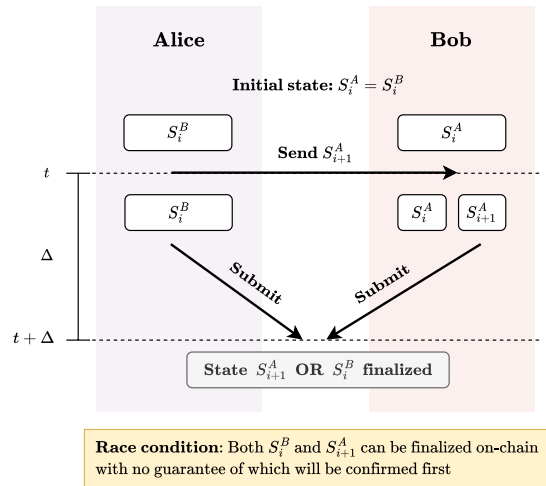 Alice Bob
Initial state: $S_i^A = S_i^B$
$S_i^B$ $S_i^A$
Send $S_{i+1}^A$
$t$
$S_i^B$ $S_i^A$ $S_{i+1}^A$
$\Delta$
Submit Submit
$t + \Delta$
State $S_{i+1}^A$ OR $S_i^B$ finalized
Race condition: Both $S_i^B$ and $S_{i+1}^A$ can be finalized on-chain
with no guarantee of which will be confirmed first